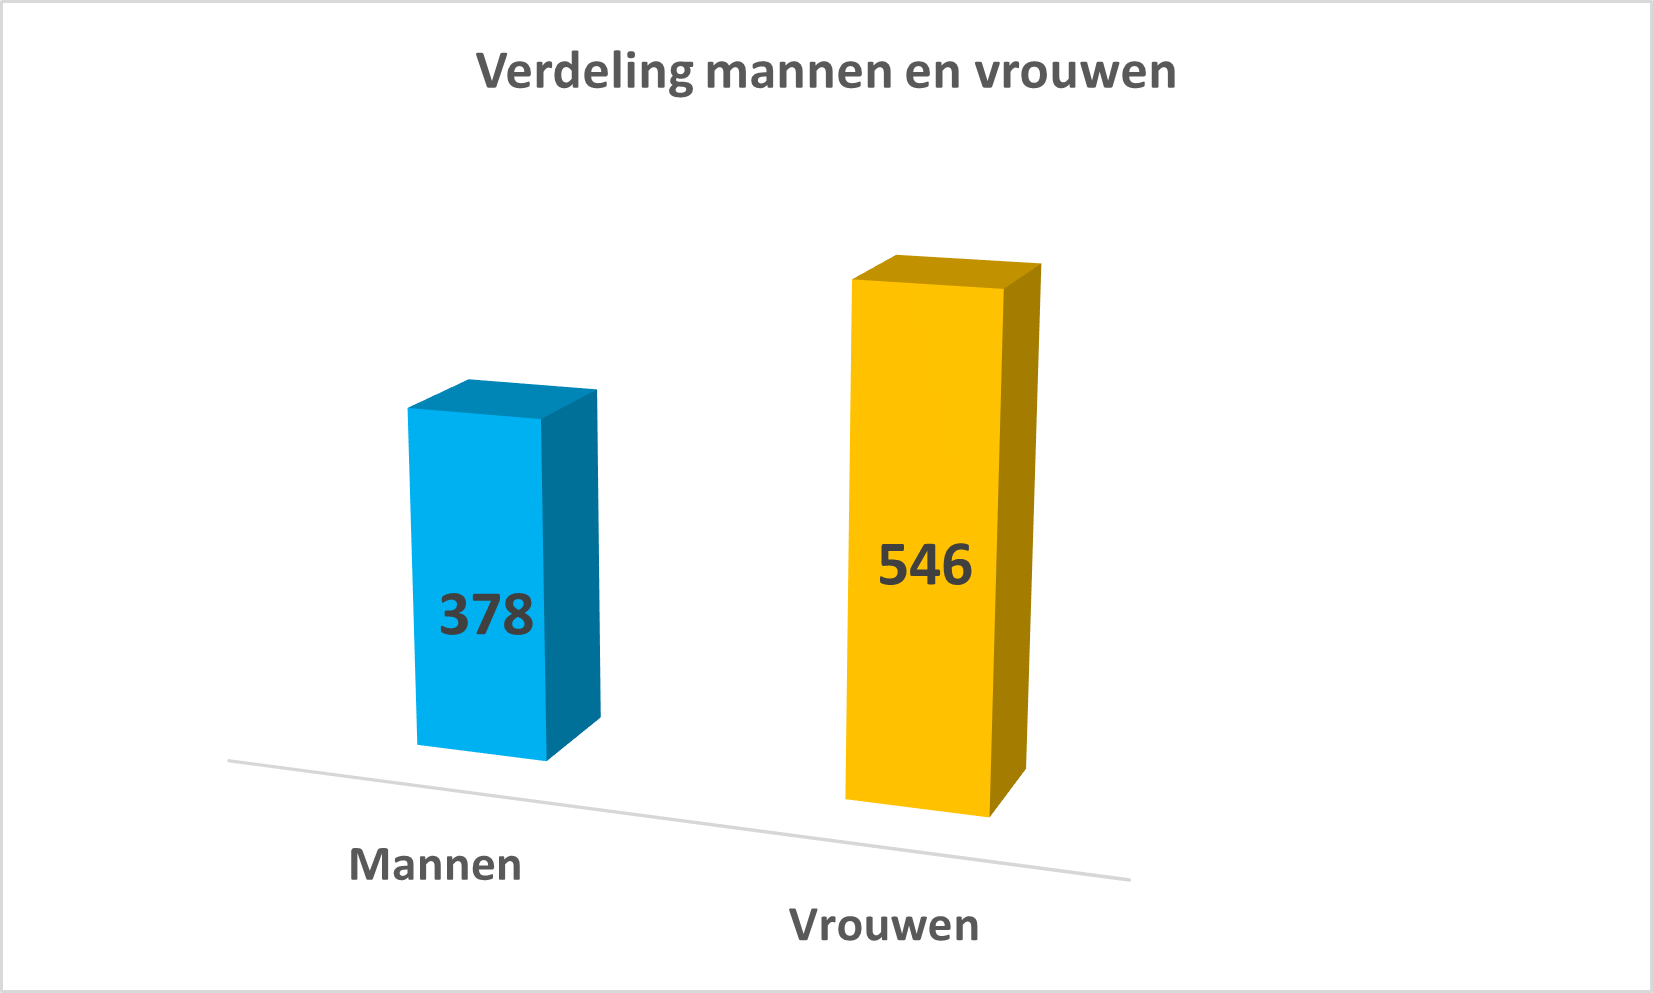 Verdeling mannen en vrouwen
546
378
Mannen
Vrouwen